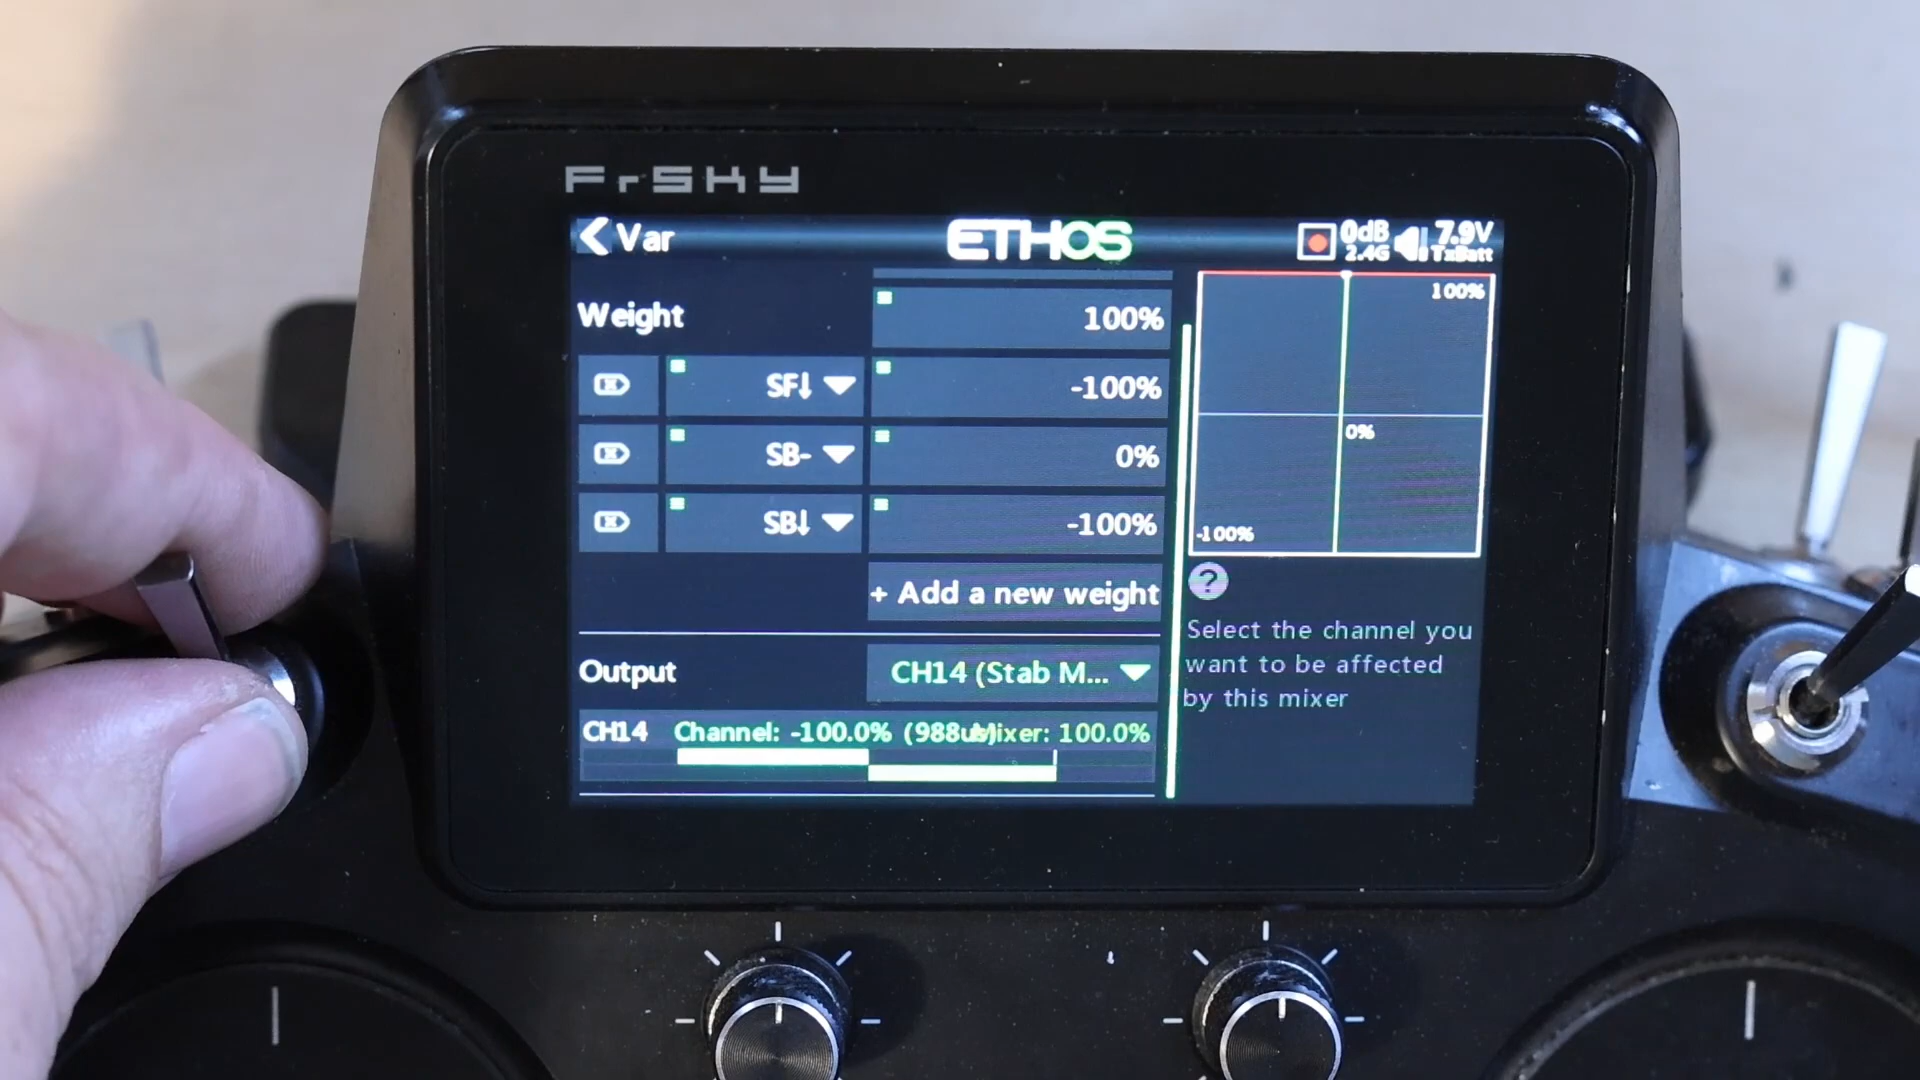 FrSKY
Var
ETHOS
0dB
2.4G
7.9V
TxBatt
Weight
100%
SF↓
-100%
SB-
0%
SB↓
-100%
+ Add a new weight
Output
CH14 (Stab M...
CH14
Channel: -100.0% (988us)
Mixer: 100.0%
100%
0%
-100%
?
Select the channel you
want to be affected
by this mixer